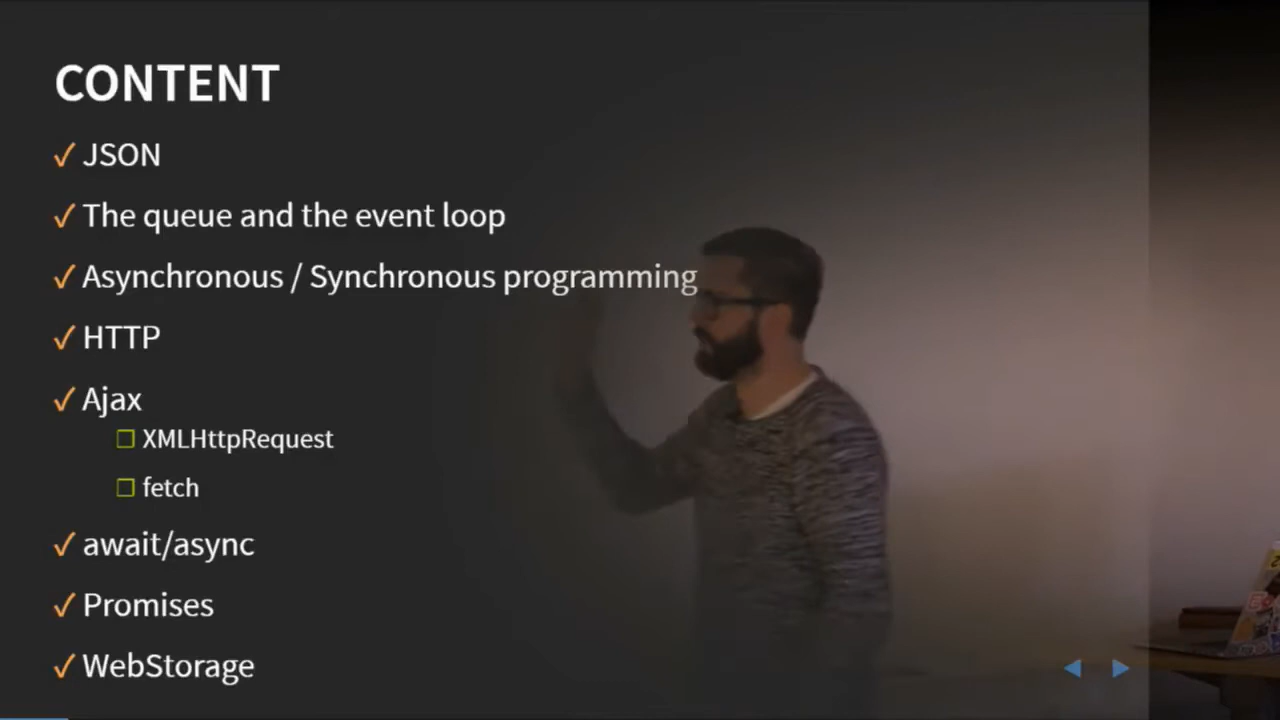 CONTENT
✓ JSON
✓ The queue and the event loop
✓ Asynchronous / Synchronous programming
✓ HTTP
✓ Ajax
❒ XMLHttpRequest
❒ fetch
✓ await/async
✓ Promises
✓ WebStorage